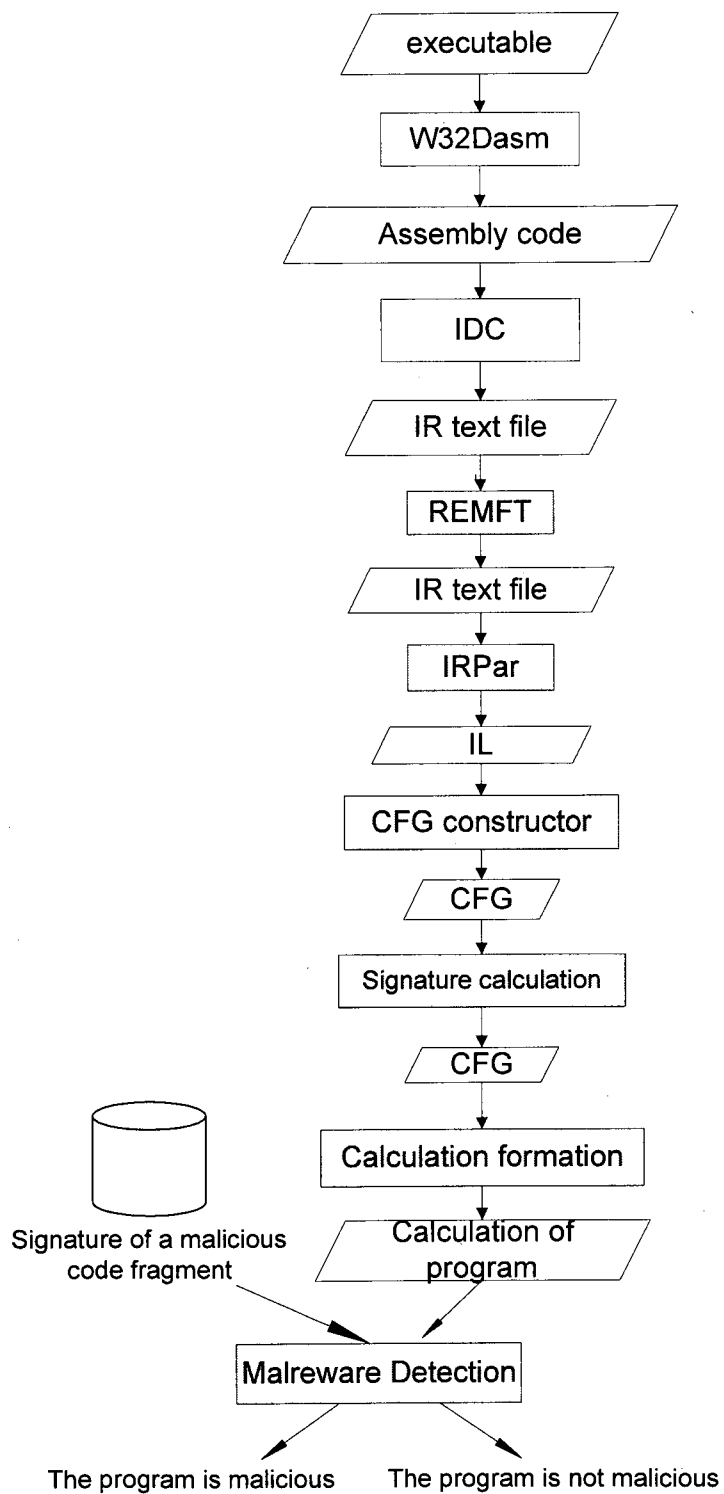 executable
W32Dasm
Assembly code
IDC
IR text file
REMFT
IR text file
IRPar
IL
CFG constructor
CFG
Signature calculation
CFG
Calculation formation
Signature of a malicious
code fragment
Calculation of
program
Malreware Detection
The program is malicious
The program is not malicious